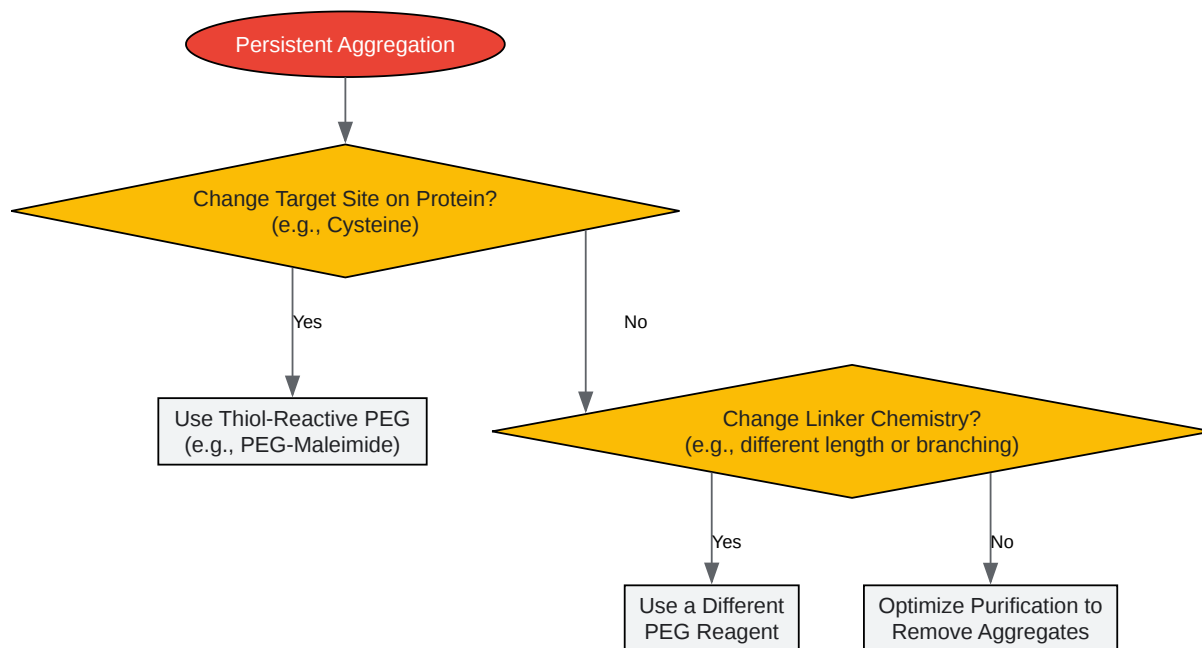 Persistent Aggregation
Change Target Site on Protein?
(e.g., Cysteine)
Yes
No
Use Thiol-Reactive PEG
(e.g., PEG-Maleimide)
Change Linker Chemistry?
(e.g., different length or branching)
Yes
No
Use a Different
PEG Reagent
Optimize Purification to
Remove Aggregates